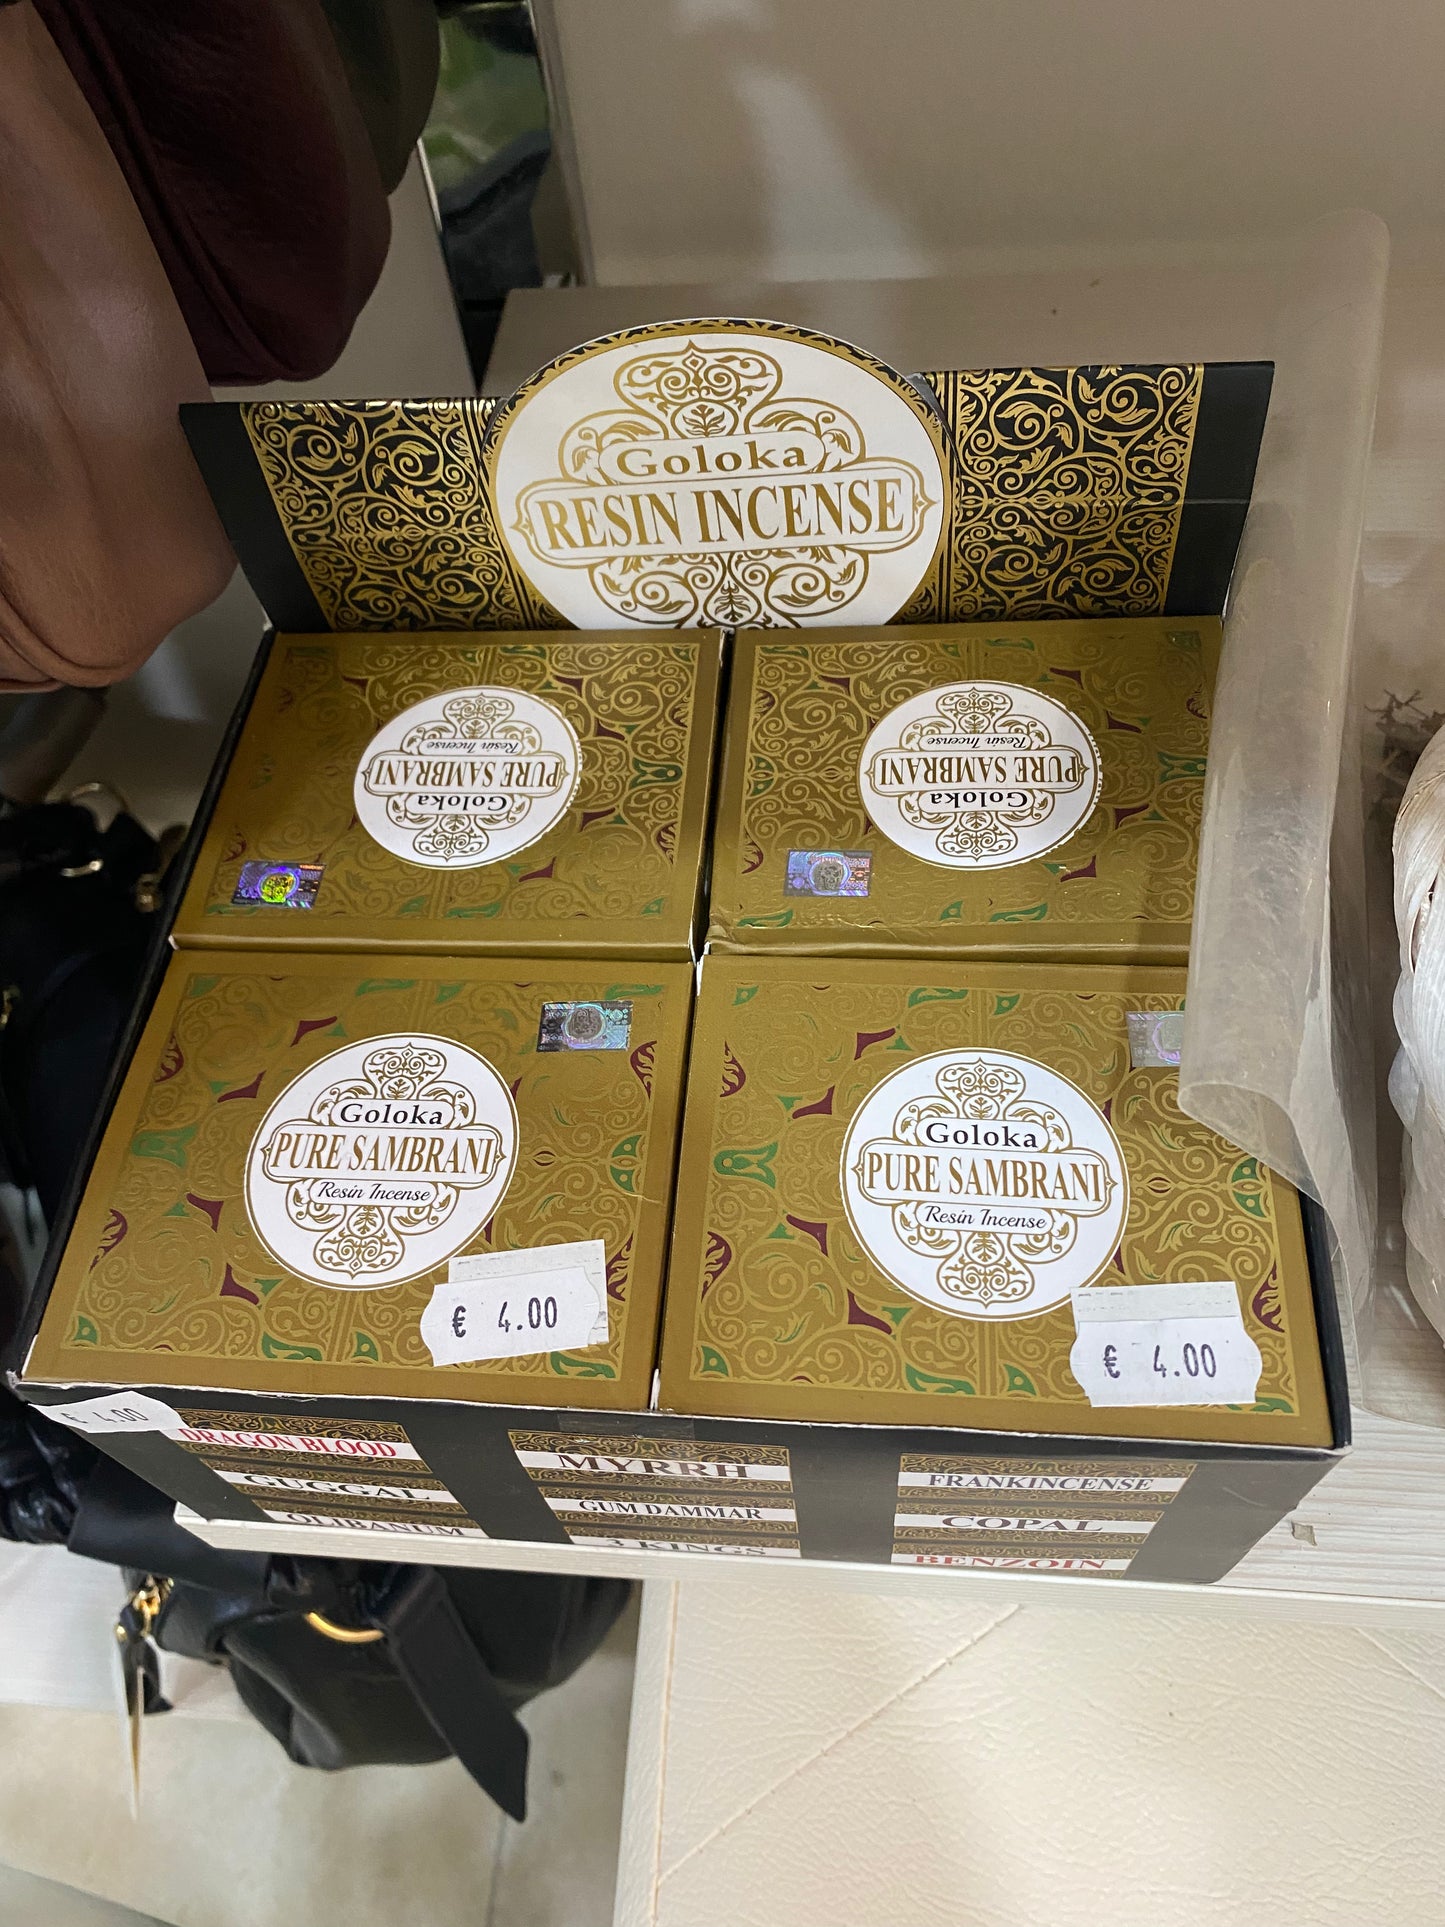 Goloka
RESIN INCENSE
Goloka
PURE SAMBRANI
Resin Incense
Goloka
PURE SAMBRANI
Resin Incense
Goloka
PURE SAMBRANI
Resin Incense
€ 4.00
Goloka
PURE SAMBRANI
Resin Incense
€ 4.00
€ 4.00
DRAGON BLOOD
GUGGAL
OLIBANUM
MYRRH
GUM DAMMAR
3 KINGS
FRANKINCENSE
COPAL
BENZOIN